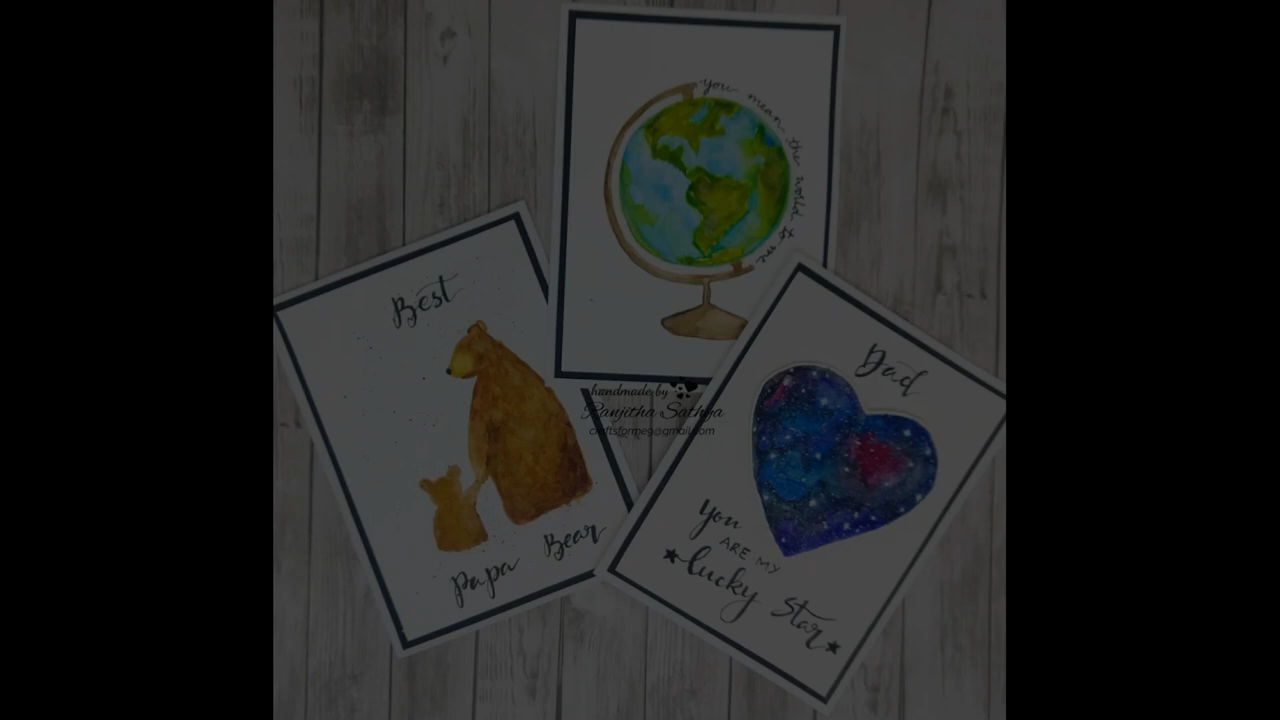 you mean the world to me
Best
Papa Bear
handmade by
Ranjitha Sathya
craftsforme9@gmail.com
Dad
You
ARE MY
lucky Star